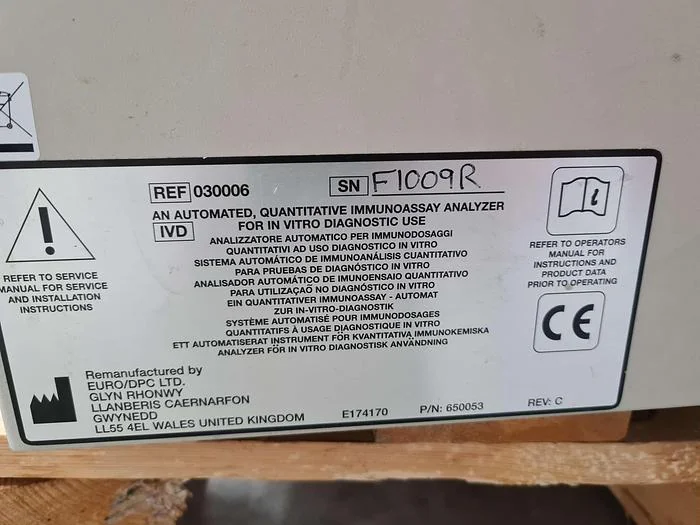 REF 030006
SN F1009R
AN AUTOMATED, QUANTITATIVE IMMUNOASSAY ANALYZER
FOR IN VITRO DIAGNOSTIC USE
IVD
ANALIZZATORE AUTOMATICO PER IMMUNODOSAGGI
QUANTITATIVI AD USO DIAGNOSTICO IN VITRO
SISTEMA AUTOMÁTICO DE IMMUNOANÁLISIS CUANTITATIVO
PARA PRUEBAS DE DIAGNÓSTICO IN VITRO
ANALISADOR AUTOMÁTICO DE IMUNOENSAIO QUANTITATIVO
PARA UTILIZAÇAO NO DIAGNÓSTICO IN VITRO
EIN QUANTITATIVER IMMUNOASSAY - AUTOMAT
ZUR IN-VITRO-DIAGNOSTIK
SYSTÈME AUTOMATISÉ POUR IMMUNODOSAGES
QUANTITATIFS À USAGE DIAGNOSTIQUE IN VITRO
ETT AUTOMATISERAT INSTRUMENT FÖR KVANTITATIVA IMMUNOKEMISKA
ANALYZER FÖR IN VITRO DIAGNOSTISK ANVÄNDNING
!
REFER TO SERVICE
MANUAL FOR SERVICE
AND INSTALLATION
INSTRUCTIONS
i
REFER TO OPERATORS
MANUAL FOR
INSTRUCTIONS AND
PRODUCT DATA
PRIOR TO OPERATING
CE
Remanufactured by
EURO/DPC LTD.
GLYN RHONWY
LLANBERIS CAERNARFON
GWYNEDD
LL55 4EL WALES UNITED KINGDOM
E174170
P/N: 650053
REV: C